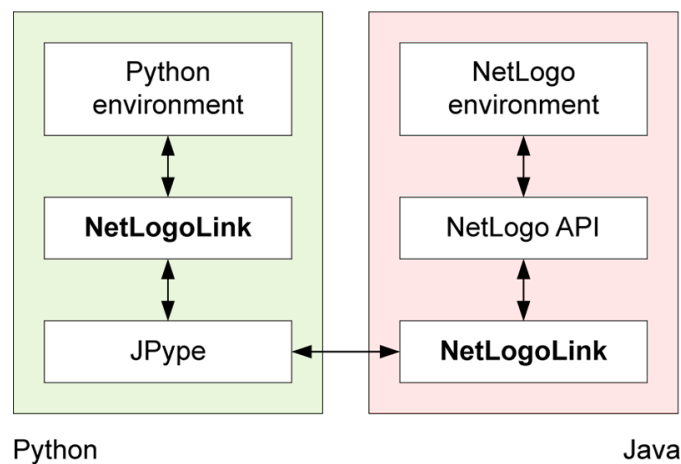 Python
environment
NetLogoLink
JPype
Python
NetLogo
environment
NetLogo API
NetLogoLink
Java